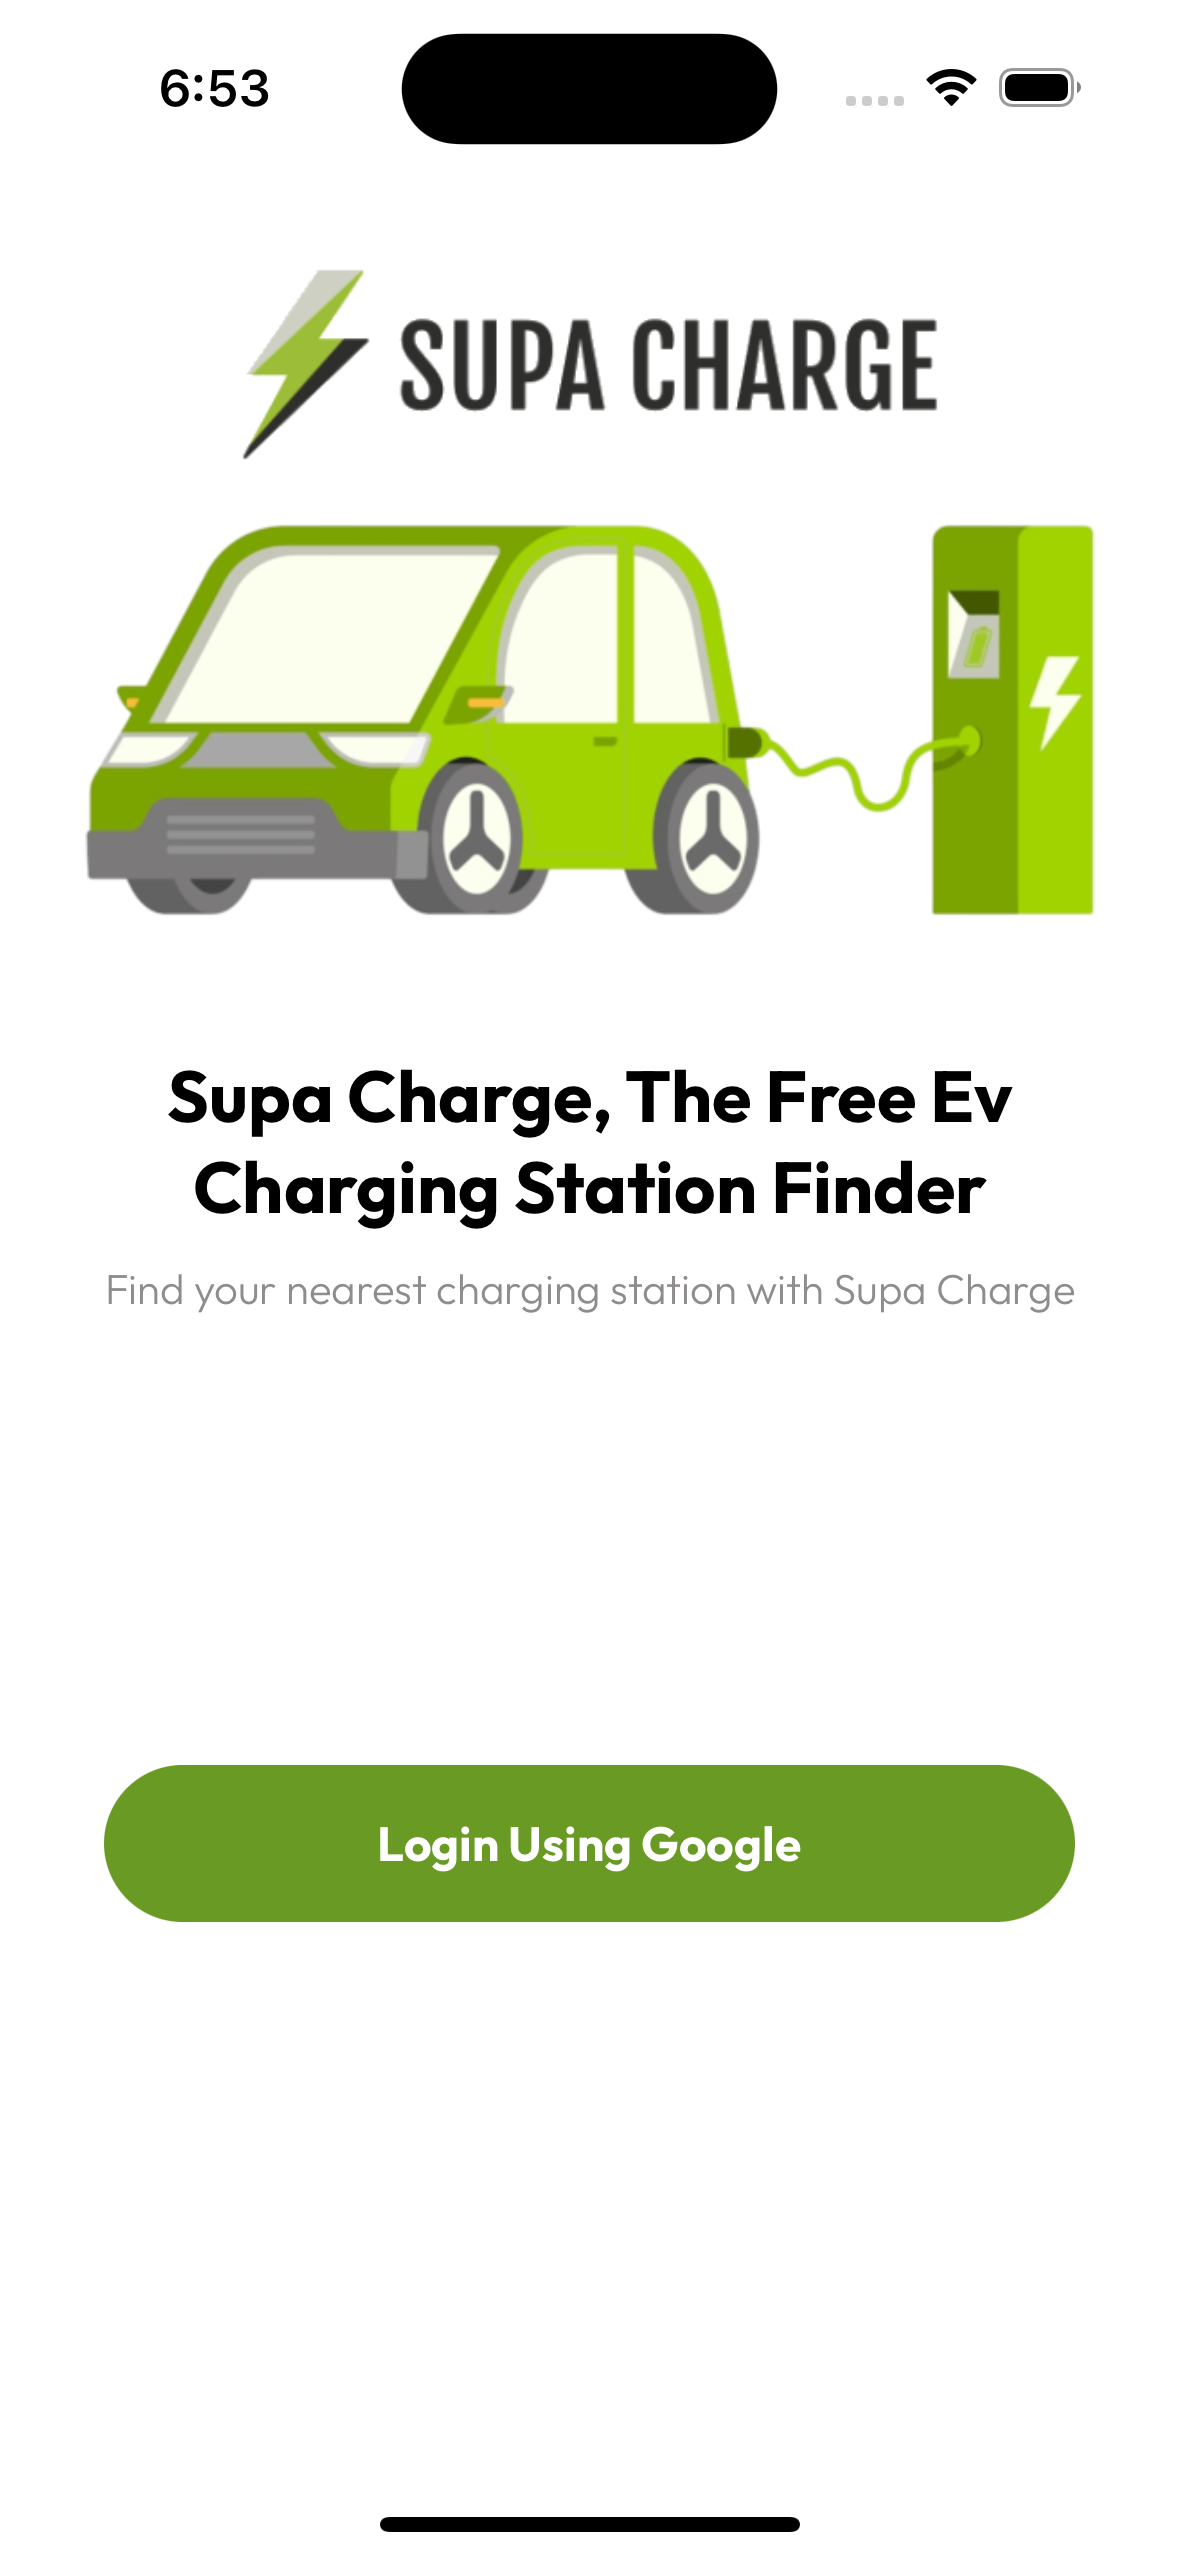 6:53
SUPA CHARGE
Supa Charge, The Free Ev
Charging Station Finder
Find your nearest charging station with Supa Charge
Login Using Google